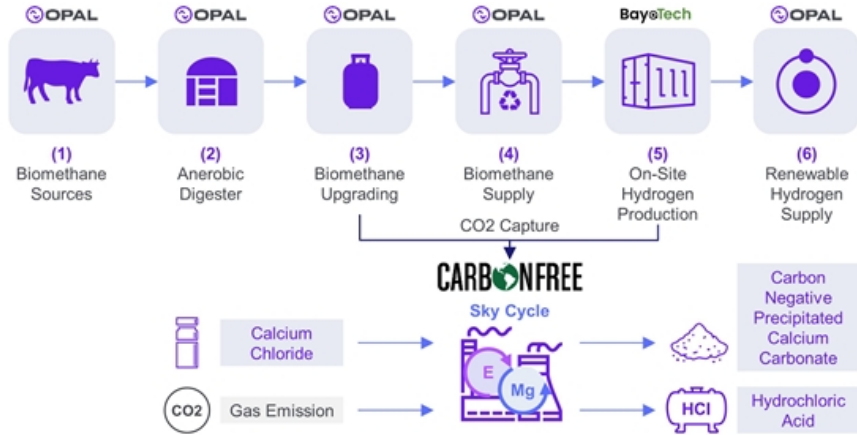 OPAL
OPAL
OPAL
OPAL
BayoTech
OPAL
(1)
Biomethane
Sources
(2)
Anerobic
Digester
(3)
Biomethane
Upgrading
(4)
Biomethane
Supply
(5)
On-Site
Hydrogen
Production
(6)
Renewable
Hydrogen
Supply
CO2 Capture
CARBONFREE
Sky Cycle
Calcium
Chloride
E
Mg
Carbon
Negative
Precipitated
Calcium
Carbonate
CO2
Gas Emission
HCl
Hydrochloric
Acid